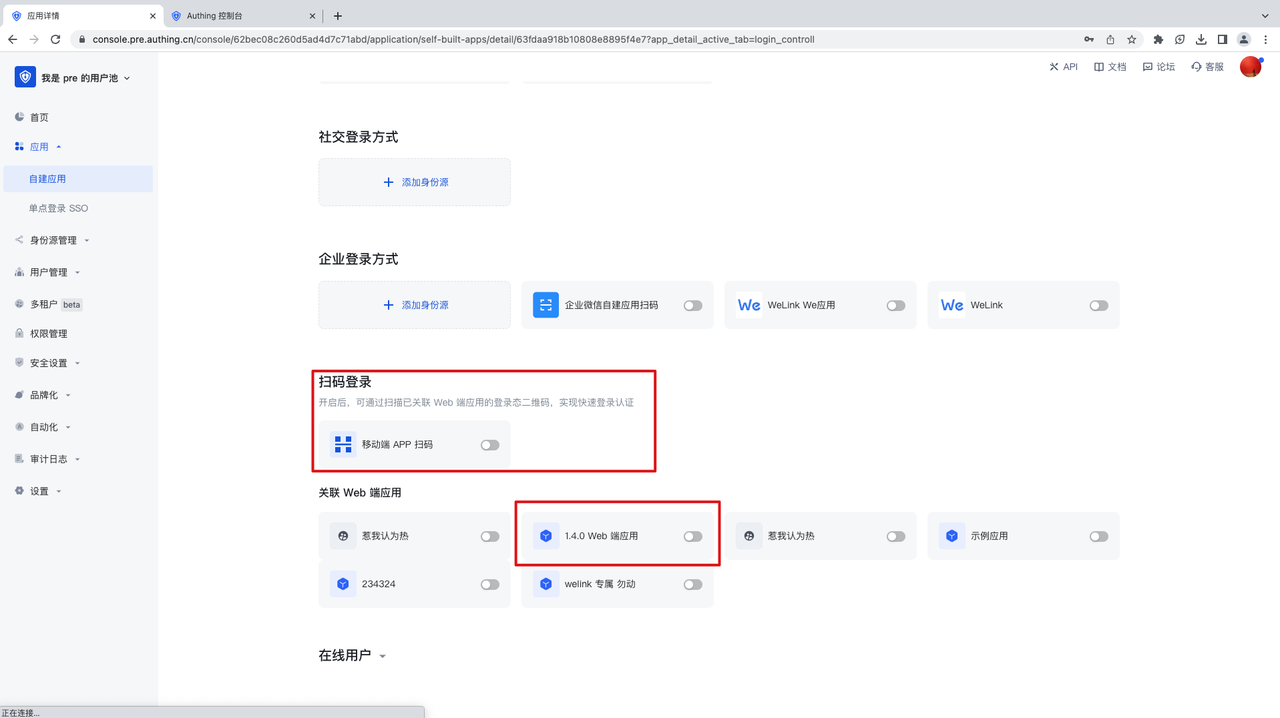 应用详情
Authing 控制台
console.pre.authing.cn/console/62bec08c260d5ad4d7c71abd/application/self-built-apps/detail/63fdaa918b10808e8895f4e7?app_detail_active_tab=login_controll
我是 pre 的用户池
API
文档
论坛
客服
首页
应用
自建应用
单点登录 SSO
身份源管理
用户管理
多租户 beta
权限管理
安全设置
品牌化
自动化
审计日志
设置
社交登录方式
添加身份源
企业登录方式
添加身份源
企业微信自建应用扫码
We WeLink We应用
We WeLink
扫码登录
开启后，可通过扫描已关联 Web 端应用的登录态二维码，实现快速登录认证
移动端 APP 扫码
关联 Web 端应用
惹我认为热
1.4.0 Web 端应用
惹我认为热
示例应用
234324
welink 专属 勿动
在线用户
正在连接...